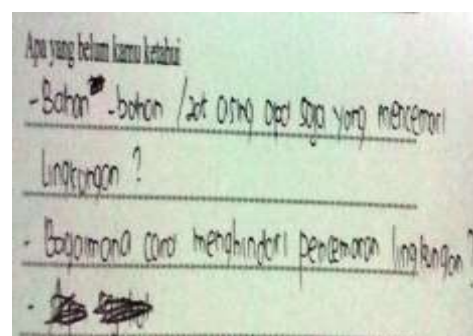 Apa yang belum kamu ketahui
- Bahan -bahan / zat asing apa saja yang mencemari
lingkungan ?
- Bagaimana cara menghindari pencemaran lingkungan ?
-